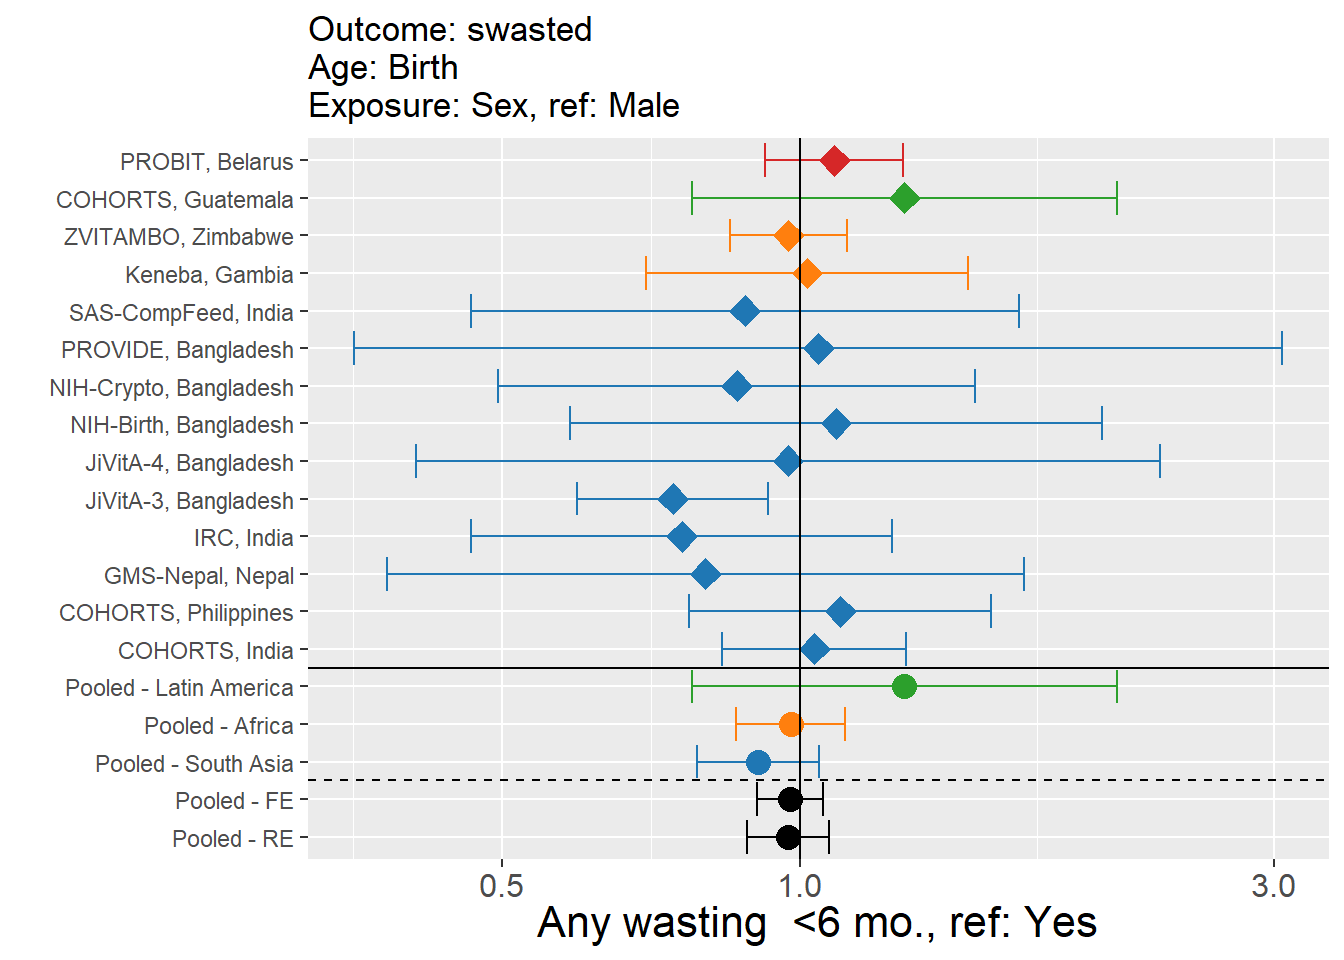 Outcome: swasted
Age: Birth
Exposure: Sex, ref: Male
PROBIT, Belarus
COHORTS, Guatemala
ZVITAMBO, Zimbabwe
Keneba, Gambia
SAS-CompFeed, India
PROVIDE, Bangladesh
NIH-Crypto, Bangladesh
NIH-Birth, Bangladesh
JiVitA-4, Bangladesh
JiVitA-3, Bangladesh
IRC, India
GMS-Nepal, Nepal
COHORTS, Philippines
COHORTS, India
Pooled - Latin America
Pooled - Africa
Pooled - South Asia
Pooled - FE
Pooled - RE
0.5 1.0 3.0
Any wasting  <6 mo., ref: Yes